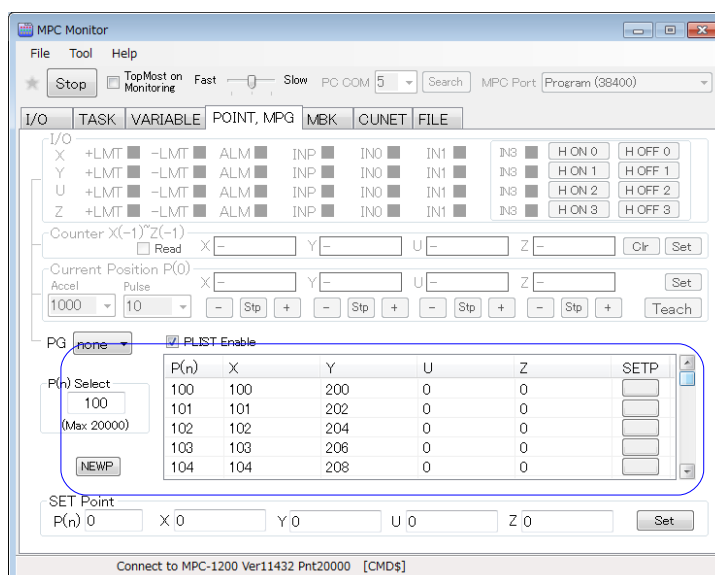 MPC Monitor
File Tool Help
Stop TopMost on Monitoring Fast Slow PC COM 5 Search MPC Port Program (38400)
I/O TASK VARIABLE POINT, MPG MBK CUNET FILE
I/O
X +LMT -LMT ALM INP IN0 IN1 IN3 H ON 0 H OFF 0
Y +LMT -LMT ALM INP IN0 IN1 IN3 H ON 1 H OFF 1
U +LMT -LMT ALM INP IN0 IN1 IN3 H ON 2 H OFF 2
Z +LMT -LMT ALM INP IN0 IN1 IN3 H ON 3 H OFF 3
Counter X(-1)~Z(-1)
Read X - Y - U - Z - Clr Set
Current Position P(0)
Accel Pulse X - Y - U - Z - Set
1000 10 - Stp + - Stp + - Stp + - Stp + Teach
PG none PLIST Enable
P(n) X Y U Z SETP
P(n) Select
100 100 200 0 0
100
101 101 202 0 0
(Max 20000)
102 102 204 0 0
103 103 206 0 0
NEWP
104 104 208 0 0
SET Point
P(n) 0 X 0 Y 0 U 0 Z 0 Set
Connect to MPC-1200 Ver11432 Pnt20000 [CMD$]